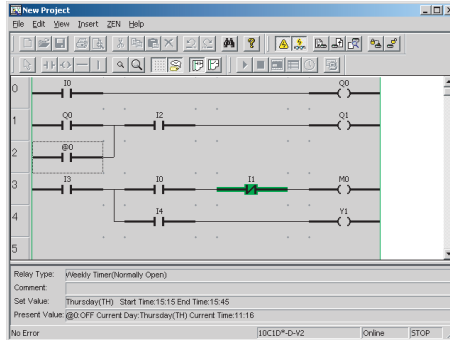 New Project
File Edit View Insert ZEN Help
0 I0 Q0
1 Q0 I2 Q1
2 @0
3 I3 I0 I1 M0
4 I4 Y1
5
Relay Type: Weekly Timer(Normally Open)
Comment:
Set Value: Thursday(TH) Start Time:15:15 End Time:15:45
Present Value: @0:OFF Current Day:Thursday(TH) Current Time:11:16
No Error 10C1D*-D-V2 Online STOP